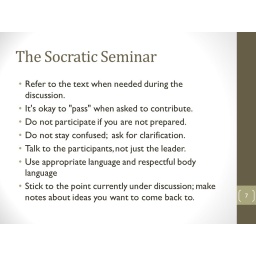 The Socratic Seminar
• Refer to the text when needed during the
discussion.
• It's okay to "pass" when asked to contribute.
• Do not participate if you are not prepared.
• Do not stay confused; ask for clarification.
• Talk to the participants, not just the leader.
• Use appropriate language and respectful body
language
• Stick to the point currently under discussion; make
notes about ideas you want to come back to.
7